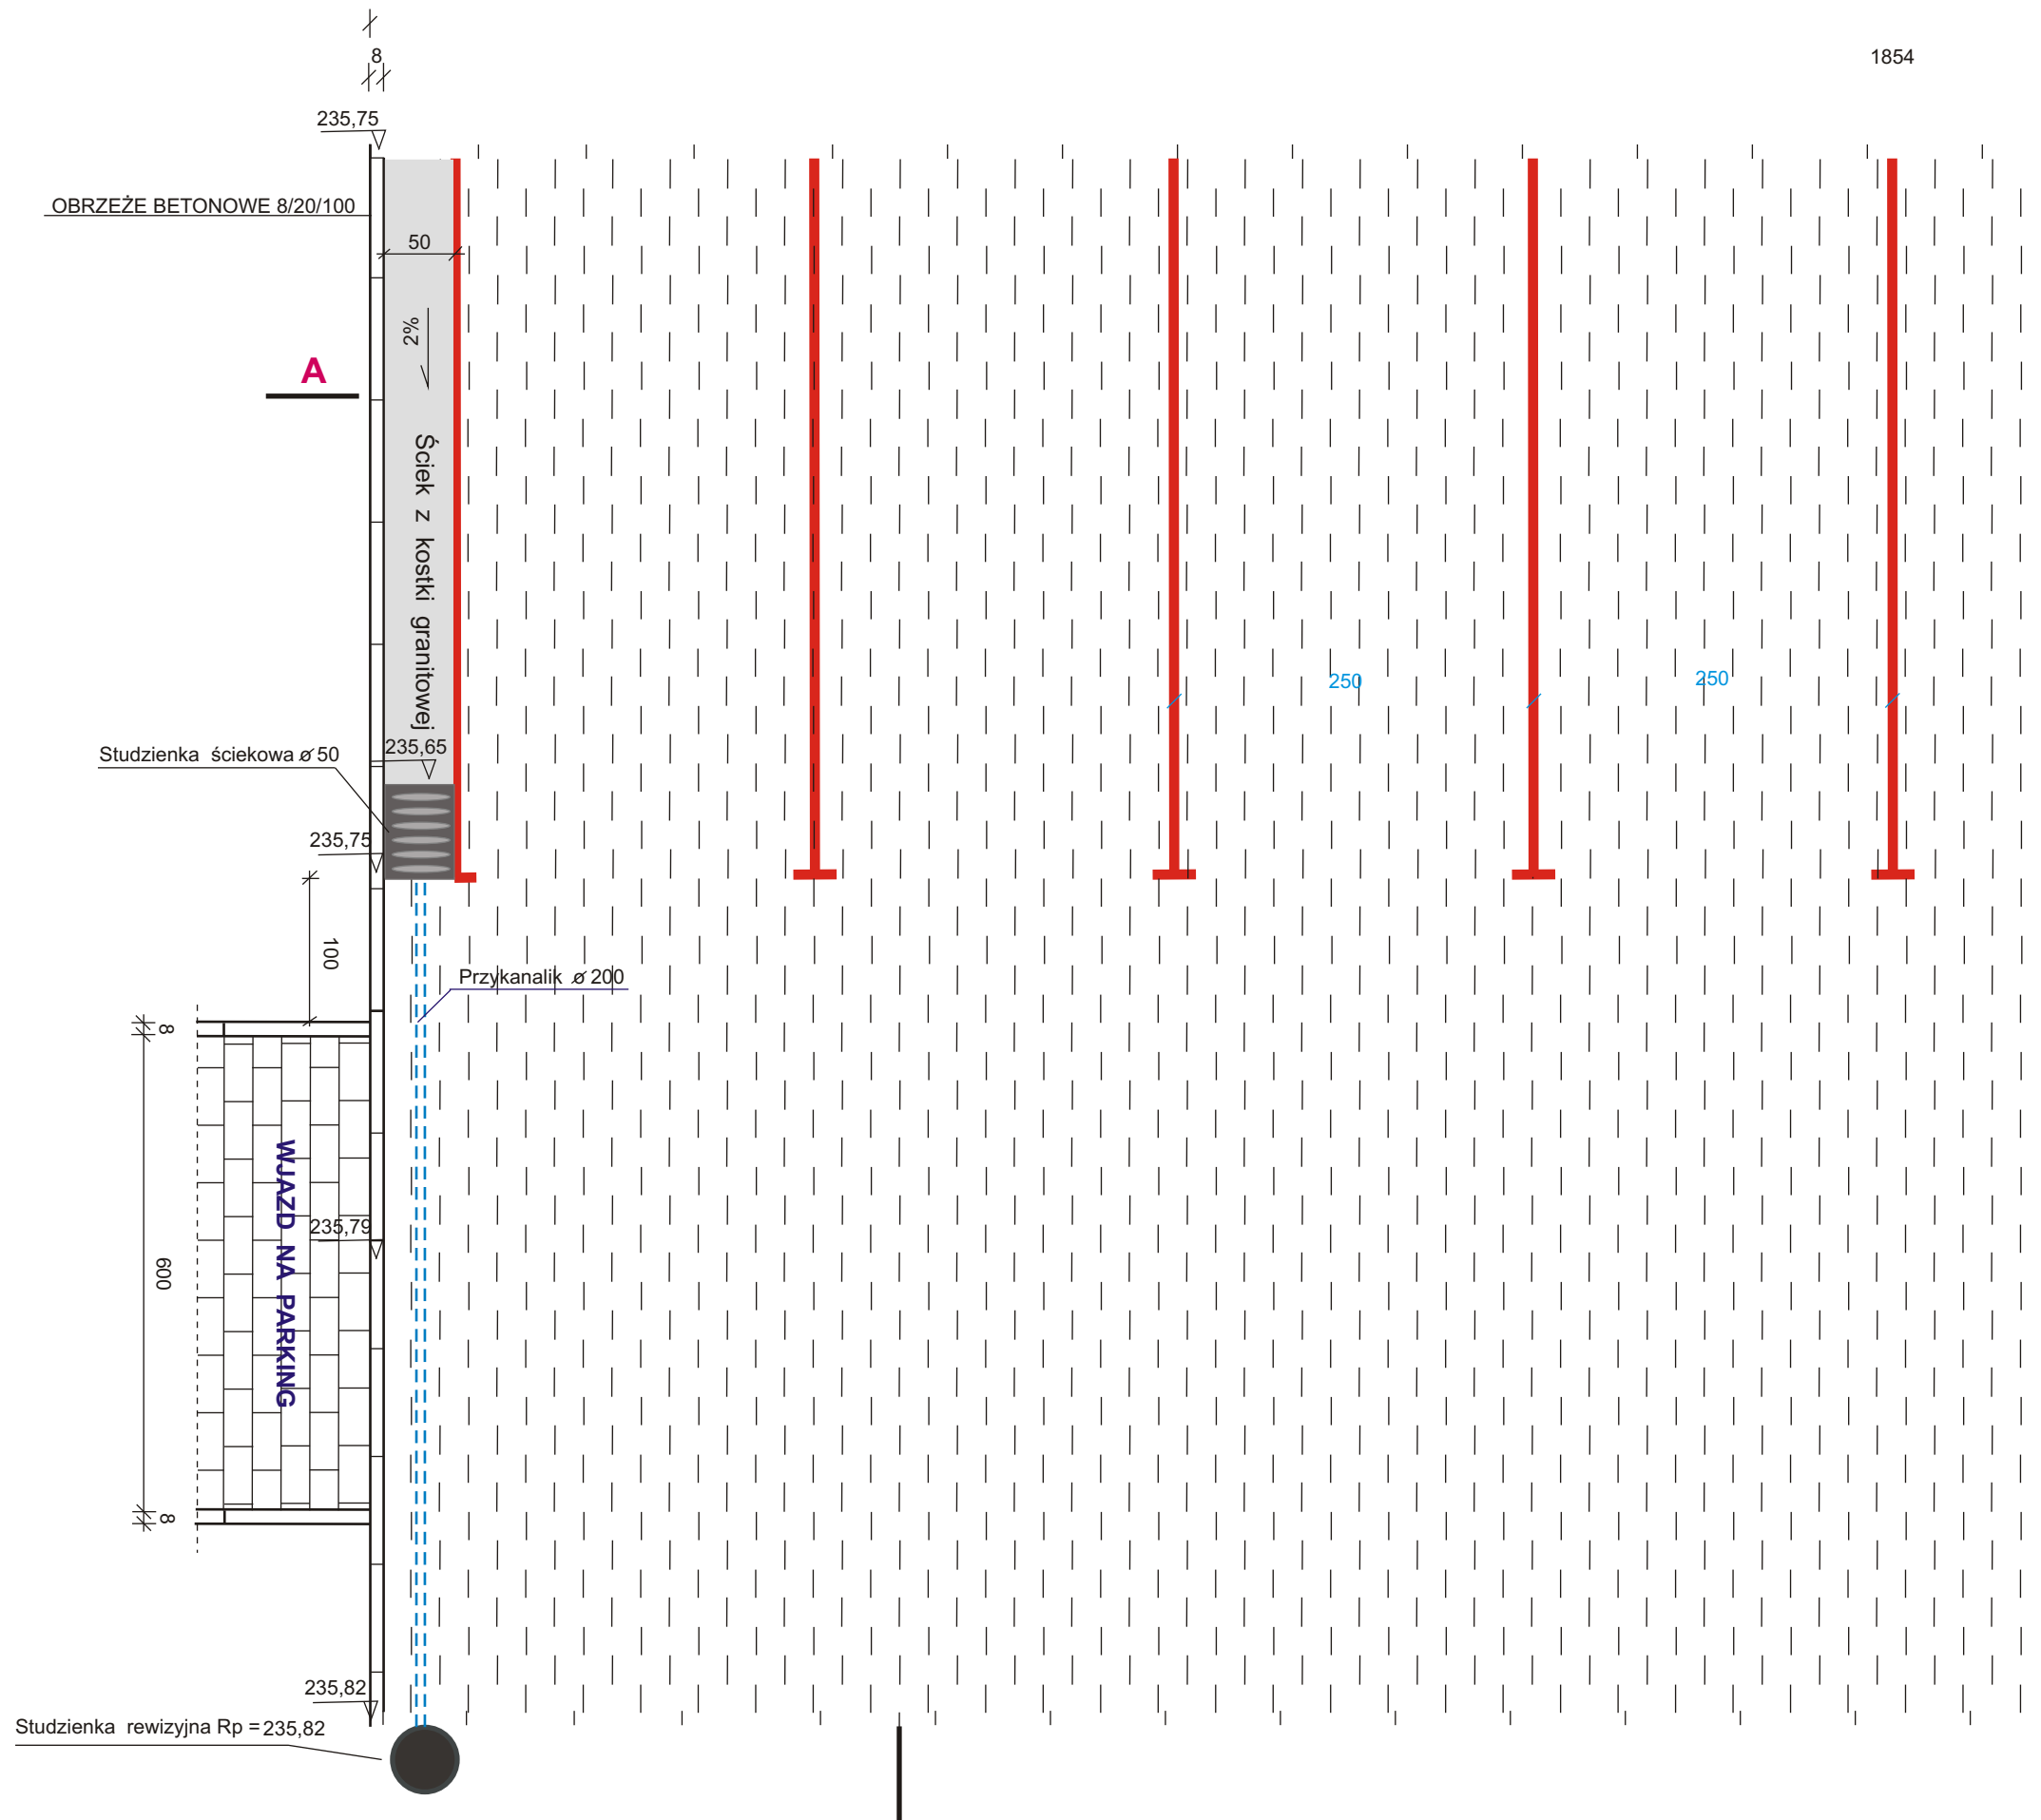 8
1854
235,75
OBRZEŻE BETONOWE 8/20/100
50
2%
A
Ściek z kostki granitowej
250
250
235,65
Studzienka ściekowa ø 50
235,75
100
Przykanalik ø 200
8
WJAZD NA PARKING
235,79
600
8
235,82
Studzienka rewizyjna Rp = 235,82